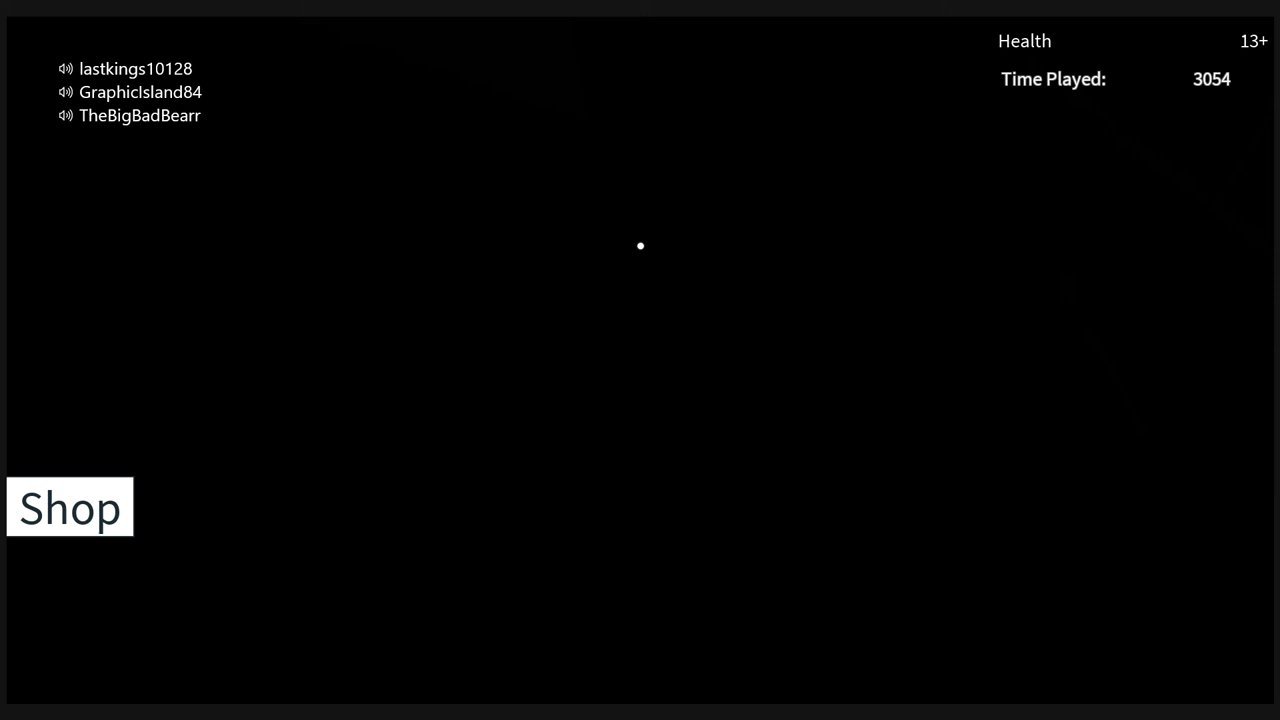 Health 13+
lastkings10128
Time Played: 3054
GraphicIsland84
TheBigBadBearr
Shop